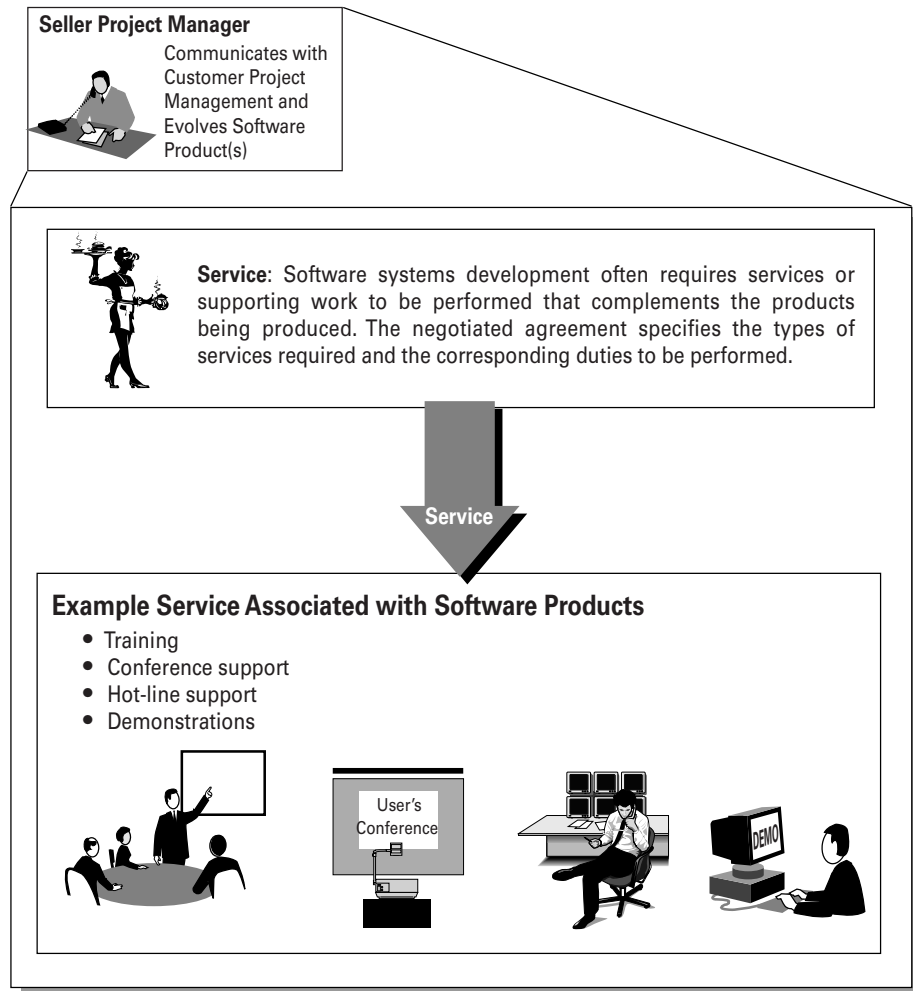 Seller Project Manager
Communicates with
Customer Project
Management and
Evolves Software
Product(s)
Service: Software systems development often requires services or
supporting work to be performed that complements the products
being produced. The negotiated agreement specifies the types of
services required and the corresponding duties to be performed.
Service
Example Service Associated with Software Products
• Training
• Conference support
• Hot-line support
• Demonstrations
User's
Conference
DEMO